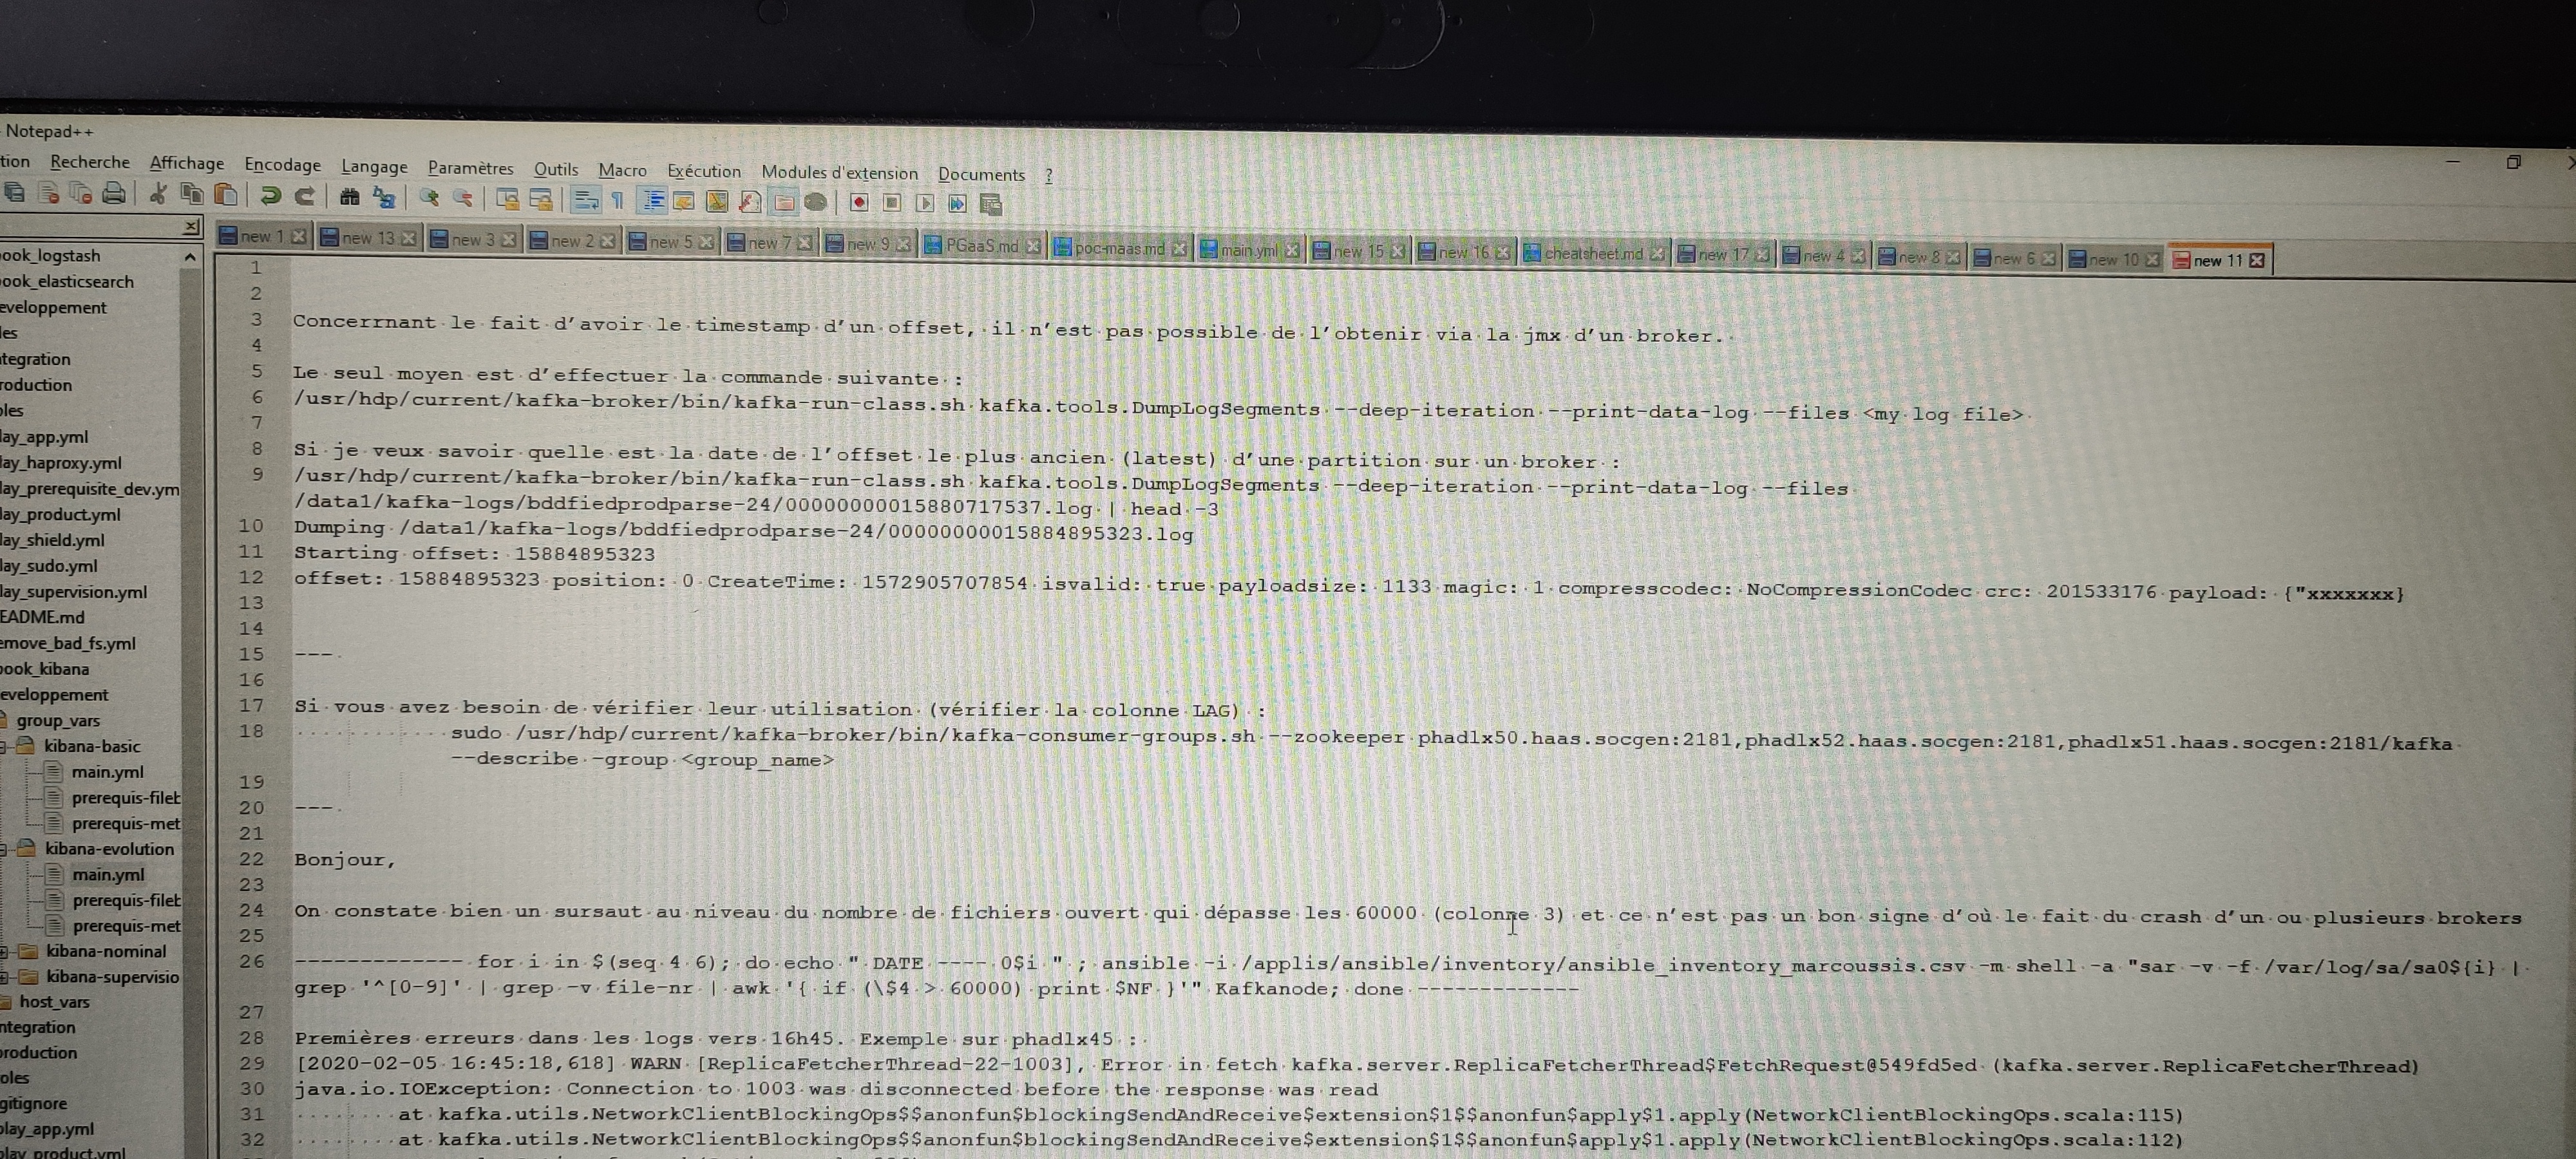 Notepad++
tion Recherche Affichage Encodage Langage Paramètres Outils Macro Exécution Modules d'extension Documents ?
new 1 new 13 new 3 new 2 new 5 new 7 new 9 PGaaS.md poc-maas.md main.yml new 15 new 16 cheatsheet.md new 17 new 4 new 8 new 6 new 10 new 11
ook_logstash
ook_elasticsearch
eveloppement
les
ntegration
roduction
oles
lay_app.yml
lay_haproxy.yml
lay_prerequisite_dev.ym
lay_product.yml
lay_shield.yml
lay_sudo.yml
lay_supervision.yml
EADME.md
emove_bad_fs.yml
ook_kibana
eveloppement
group_vars
kibana-basic
main.yml
prerequis-filet
prerequis-met
kibana-evolution
main.yml
prerequis-filet
prerequis-met
kibana-nominal
kibana-supervisio
host_vars
ntegration
production
oles
gitignore
play_app.yml
play_product.yml
1
2
3 Concerrnant le fait d'avoir le timestamp d'un offset, il n'est pas possible de l'obtenir via la jmx d'un broker.
4
5 Le seul moyen est d'effectuer la commande suivante :
6 /usr/hdp/current/kafka-broker/bin/kafka-run-class.sh kafka.tools.DumpLogSegments --deep-iteration --print-data-log --files <my log file>
7
8 Si je veux savoir quelle est la date de l'offset le plus ancien (latest) d'une partition sur un broker :
9 /usr/hdp/current/kafka-broker/bin/kafka-run-class.sh kafka.tools.DumpLogSegments --deep-iteration --print-data-log --files
/data1/kafka-logs/bddfiedprodparse-24/00000000015880717537.log | head -3
10 Dumping /data1/kafka-logs/bddfiedprodparse-24/00000000015884895323.log
11 Starting offset: 15884895323
12 offset: 15884895323 position: 0 CreateTime: 1572905707854 isvalid: true payloadsize: 1133 magic: 1 compresscodec: NoCompressionCodec crc: 201533176 payload: {"xxxxxxx}
13
14
15 ---
16
17 Si vous avez besoin de vérifier leur utilisation (vérifier la colonne LAG) :
18 sudo /usr/hdp/current/kafka-broker/bin/kafka-consumer-groups.sh --zookeeper phadlx50.haas.socgen:2181,phadlx52.haas.socgen:2181,phadlx51.haas.socgen:2181/kafka
--describe -group <group_name>
19
20 ---
21
22 Bonjour,
23
24 On constate bien un sursaut au niveau du nombre de fichiers ouvert qui dépasse les 60000 (colonne 3) et ce n'est pas un bon signe d'où le fait du crash d'un ou plusieurs brokers
25
26 ------------- for i in $(seq 4 6); do echo " DATE ---- 0$i " ; ansible -i /applis/ansible/inventory/ansible_inventory_marcoussis.csv -m shell -a "sar -v -f /var/log/sa/sa0${i} |
grep '^[0-9]' | grep -v file-nr | awk '{ if (\$4 > 60000) print $NF }'" Kafkanode; done -------------
27
28 Premières erreurs dans les logs vers 16h45. Exemple sur phadlx45 :
29 [2020-02-05 16:45:18,618] WARN [ReplicaFetcherThread-22-1003], Error in fetch kafka.server.ReplicaFetcherThread$FetchRequest@549fd5ed (kafka.server.ReplicaFetcherThread)
30 java.io.IOException: Connection to 1003 was disconnected before the response was read
31 at kafka.utils.NetworkClientBlockingOps$$anonfun$blockingSendAndReceive$extension$1$$anonfun$apply$1.apply(NetworkClientBlockingOps.scala:115)
32 at kafka.utils.NetworkClientBlockingOps$$anonfun$blockingSendAndReceive$extension$1$$anonfun$apply$1.apply(NetworkClientBlockingOps.scala:112)